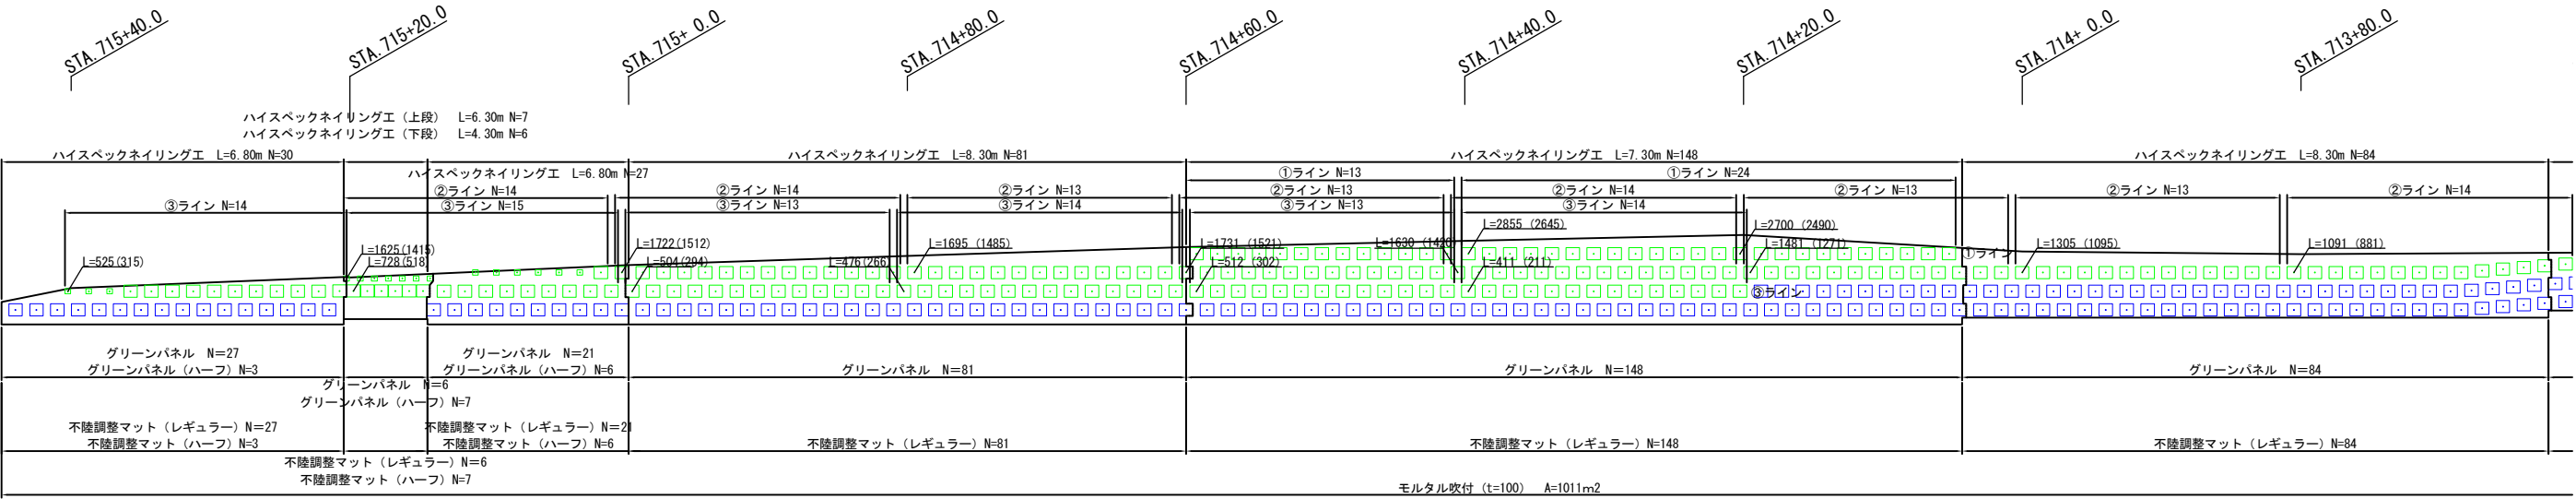 STA.715+40.0
STA.715+20.0
STA.715+ 0.0
STA.714+80.0
STA.714+60.0
STA.714+40.0
STA.714+20.0
STA.714+ 0.0
STA.713+80.0
ハイスペックネイリング工（上段） L=6.30m N=7
ハイスペックネイリング工（下段） L=4.30m N=6
ハイスペックネイリング工 L=6.80m N=30
ハイスペックネイリング工 L=8.30m N=81
ハイスペックネイリング工 L=7.30m N=148
ハイスペックネイリング工 L=8.30m N=84
ハイスペックネイリング工 L=6.80m N=27
①ライン N=13
①ライン N=24
②ライン N=14
②ライン N=14
②ライン N=13
②ライン N=13
②ライン N=14
②ライン N=13
②ライン N=13
②ライン N=14
③ライン N=14
③ライン N=15
③ライン N=13
③ライン N=14
③ライン N=13
③ライン N=14
L=2855 (2645)
L=2700 (2490)
L=1625(1415)
L=1722(1512)
L=1695 (1485)
L=1731 (1521)
L=1630 (1420)
L=1481 (1271)
①ライン
L=1305 (1095)
L=1091 (881)
L=525(315)
L=728(518)
L=504(294)
L=476(266)
L=512 (302)
L=411 (211)
③ライン
グリーンパネル N=27
グリーンパネル（ハーフ）N=3
グリーンパネル N=21
グリーンパネル（ハーフ）N=6
グリーンパネル N=81
グリーンパネル N=148
グリーンパネル N=84
グリーンパネル N=6
グリーンパネル（ハーフ）N=7
不陸調整マット（レギュラー）N=27
不陸調整マット（ハーフ）N=3
不陸調整マット（レギュラー）N=21
不陸調整マット（ハーフ）N=6
不陸調整マット（レギュラー）N=81
不陸調整マット（レギュラー）N=148
不陸調整マット（レギュラー）N=84
不陸調整マット（レギュラー）N=6
不陸調整マット（ハーフ）N=7
モルタル吹付（t=100） A=1011m2